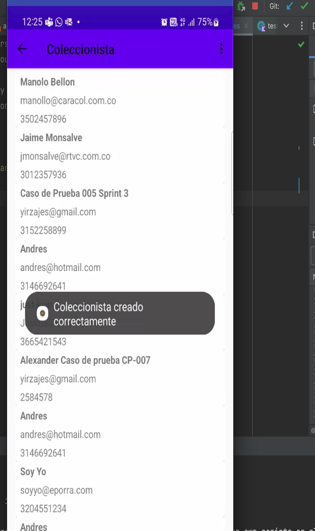 Git:
12:25
75%
tes
Coleccionista
Manolo Bellon
manollo@caracol.com.co
3502457896
Jaime Monsalve
jmonsalve@rtvc.com.co
3012357936
Caso de Prueba 005 Sprint 3
yirzajes@gmail.com
3152258899
Andres
andres@hotmail.com
3146692641
Coleccionista creado
correctamente
3665421543
Alexander Caso de prueba CP-007
yirzajes@gmail.com
2584578
Andres
andres@hotmail.com
3146692641
Soy Yo
soyyo@eporra.com
3204551234
Andres